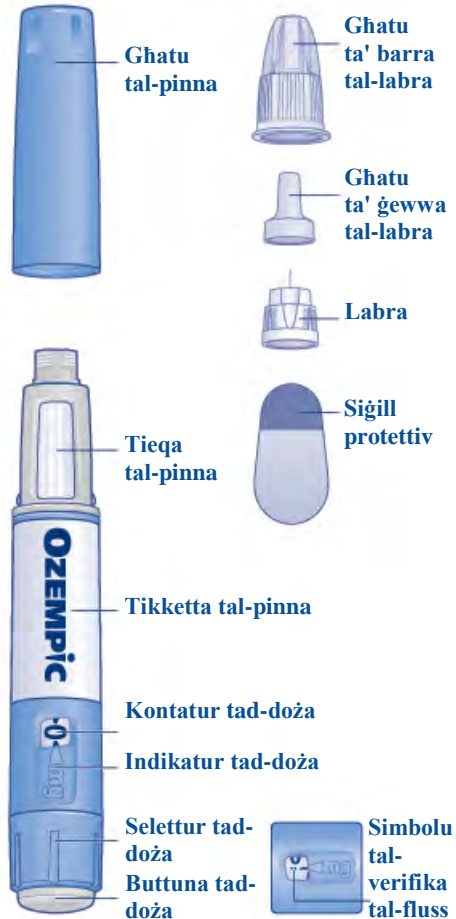 Għatu
tal-pinna
Għatu
ta' barra
tal-labra
Għatu
ta' ġewwa
tal-labra
Labra
Siġill
protettiv
Tieqa
tal-pinna
OZEMPIC
Tikketta tal-pinna
Kontatur tad-doża
0
Indikatur tad-doża
mg
Selettur tad-
doża
Buttuna tad-
doża
Simbolu
tal-
verifika
tal-fluss
mg